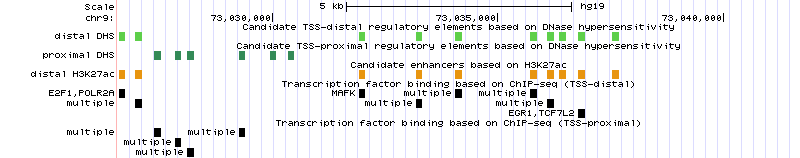 Scale 5 kb hg19
chr9: 73,030,000 73,035,000 73,040,000
Candidate TSS-distal regulatory elements based on DNase hypersensitivity
distal DHS
Candidate TSS-proximal regulatory elements based on DNase hypersensitivity
proximal DHS
Candidate enhancers based on H3K27ac
distal H3K27ac
Transcription factor binding based on ChIP-seq (TSS-distal)
E2F1,POLR2A MAFK multiple multiple
multiple multiple multiple
EGR1,TCF7L2
Transcription factor binding based on ChIP-seq (TSS-proximal)
multiple multiple
multiple
multiple